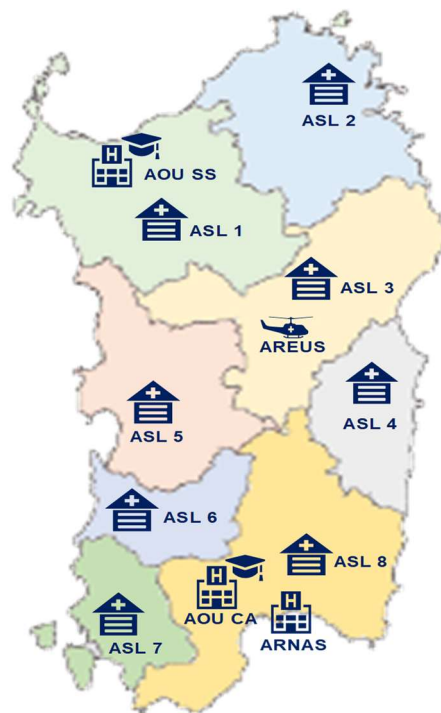 ASL 2
H
AOU SS
ASL 1
ASL 3
AREUS
ASL 4
ASL 5
ASL 6
ASL 8
H
AOU CA
H
ARNAS
ASL 7